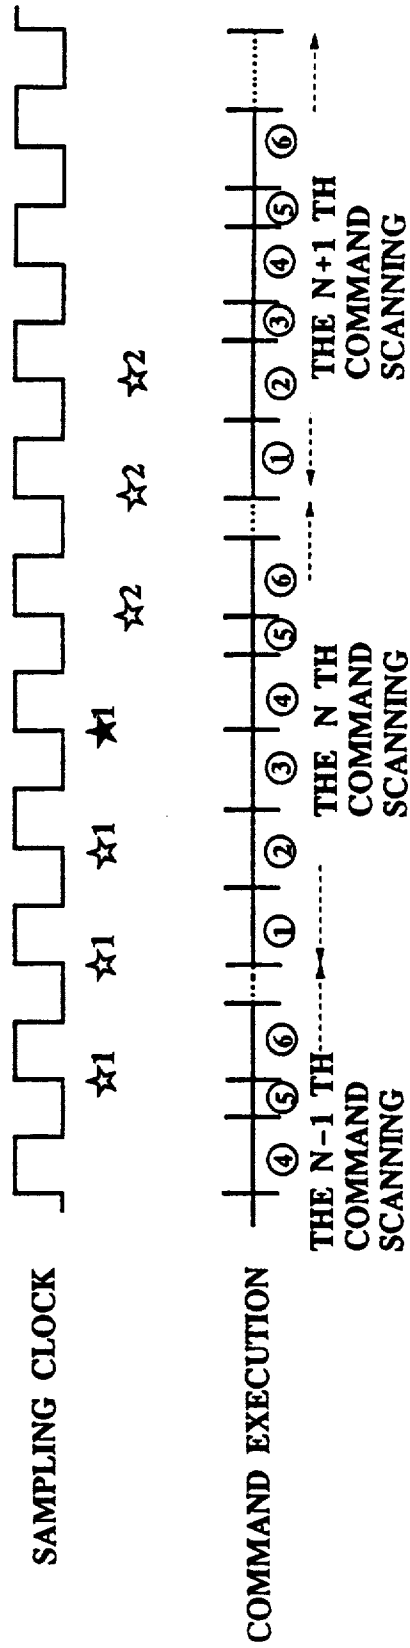 SAMPLING CLOCK
☆1 ☆1 ☆1 ★1 ☆2 ☆2 ☆2
COMMAND EXECUTION
④ ⑤ ⑥ ① ② ③ ④ ⑤ ⑥ ① ② ③ ④ ⑤ ⑥
THE N-1 TH
COMMAND
SCANNING
THE N TH
COMMAND
SCANNING
THE N+1 TH
COMMAND
SCANNING